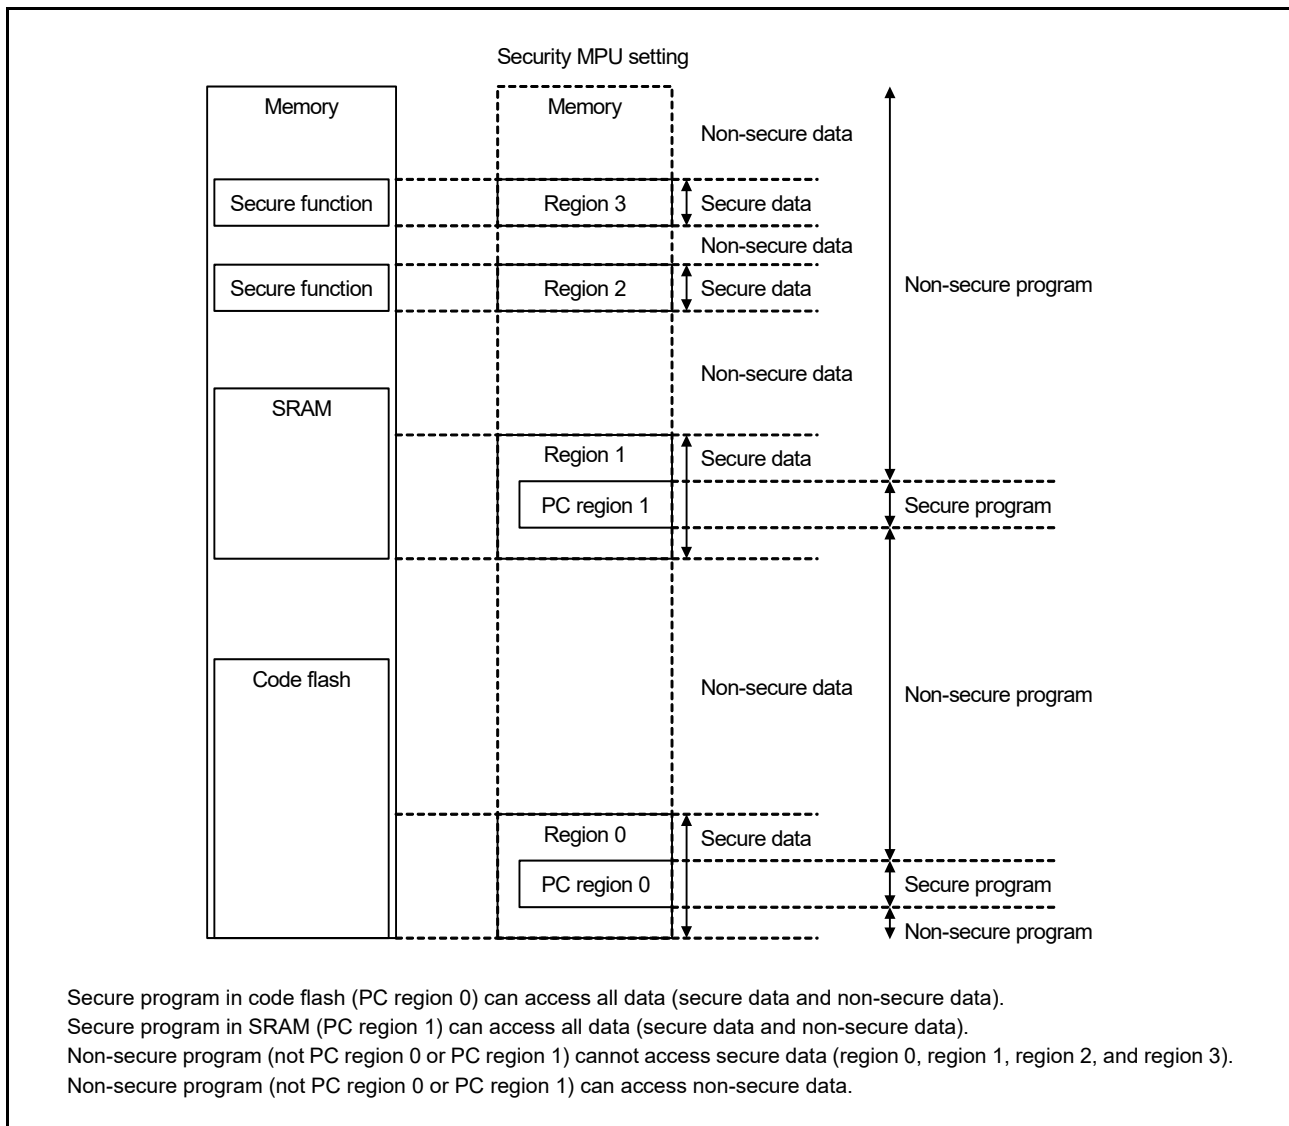 Security MPU setting
Memory
Memory
Non-secure data
Secure function
Region 3
Secure data
Non-secure data
Secure function
Region 2
Secure data
Non-secure program
Non-secure data
SRAM
Region 1
Secure data
PC region 1
Secure program
Code flash
Non-secure data
Non-secure program
Region 0
Secure data
PC region 0
Secure program
Non-secure program
Secure program in code flash (PC region 0) can access all data (secure data and non-secure data).
Secure program in SRAM (PC region 1) can access all data (secure data and non-secure data).
Non-secure program (not PC region 0 or PC region 1) cannot access secure data (region 0, region 1, region 2, and region 3).
Non-secure program (not PC region 0 or PC region 1) can access non-secure data.